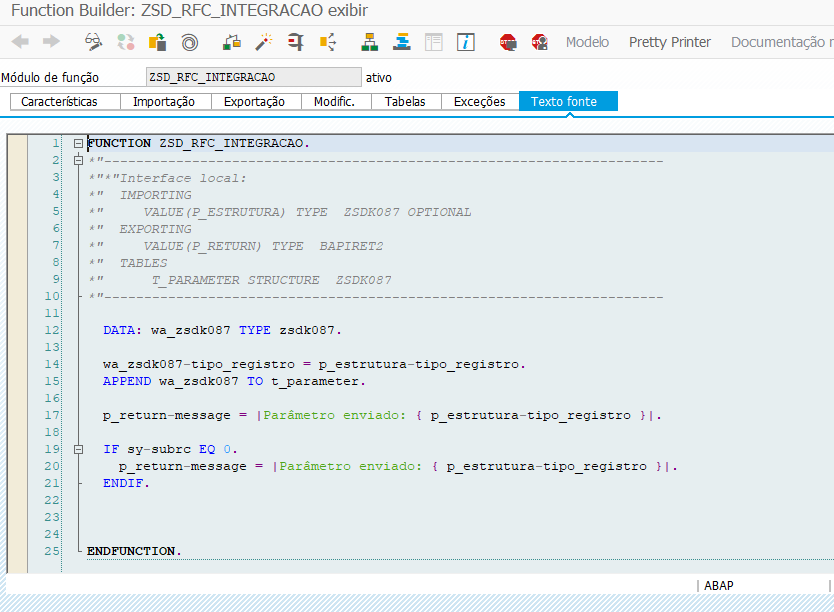 Function Builder: ZSD_RFC_INTEGRACAO exibir
Modelo Pretty Printer Documentação
Módulo de função ZSD_RFC_INTEGRACAO ativo
Características Importação Exportação Modific. Tabelas Exceções Texto fonte
1 FUNCTION ZSD_RFC_INTEGRACAO.
2 *"----------------------------------------------------------------------
3 *"*"Interface local:
4 *"  IMPORTING
5 *"     VALUE(P_ESTRUTURA) TYPE  ZSDK087 OPTIONAL
6 *"  EXPORTING
7 *"     VALUE(P_RETURN) TYPE  BAPIRET2
8 *"  TABLES
9 *"      T_PARAMETER STRUCTURE  ZSDK087
10 *"----------------------------------------------------------------------
11
12   DATA: wa_zsdk087 TYPE zsdk087.
13
14   wa_zsdk087-tipo_registro = p_estrutura-tipo_registro.
15   APPEND wa_zsdk087 TO t_parameter.
16
17   p_return-message = |Parâmetro enviado: { p_estrutura-tipo_registro }|.
18
19   IF sy-subrc EQ 0.
20     p_return-message = |Parâmetro enviado: { p_estrutura-tipo_registro }|.
21   ENDIF.
22
23
24
25 ENDFUNCTION.
ABAP